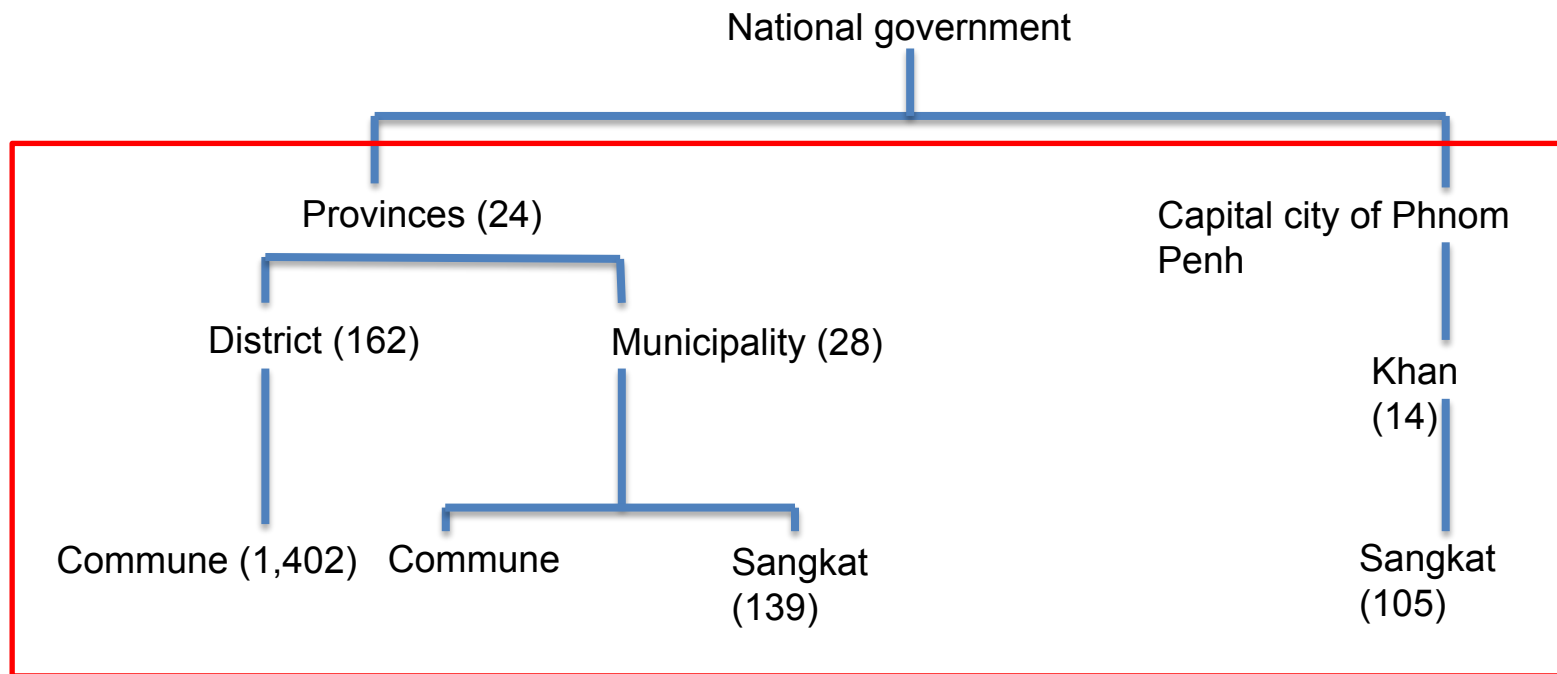 National government
Provinces (24)
Capital city of Phnom
Penh
District (162)
Municipality (28)
Khan
(14)
Commune (1,402)
Commune
Sangkat
(139)
Sangkat
(105)